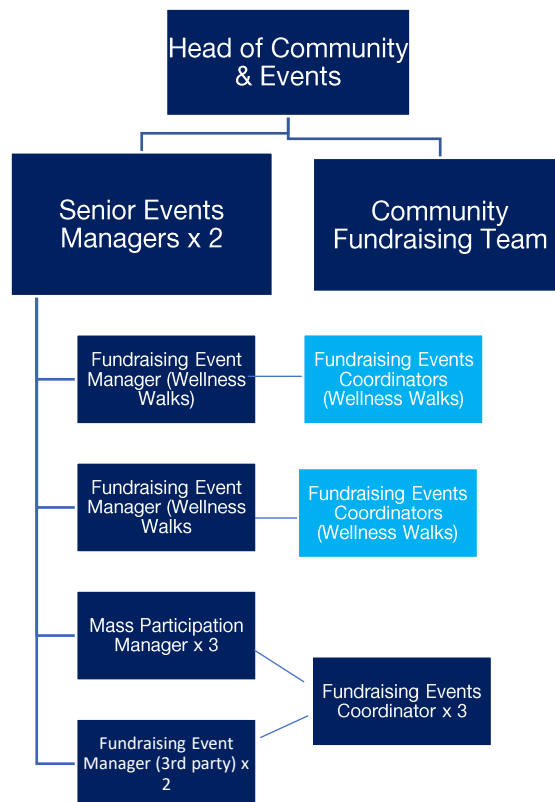 Head of Community
& Events
Senior Events
Managers x 2
Community
Fundraising Team
Fundraising Event
Manager (Wellness
Walks)
Fundraising Events
Coordinators
(Wellness Walks)
Fundraising Event
Manager (Wellness
Walks
Fundraising Events
Coordinators
(Wellness Walks)
Mass Participation
Manager x 3
Fundraising Events
Coordinator x 3
Fundraising Event
Manager (3rd party) x
2